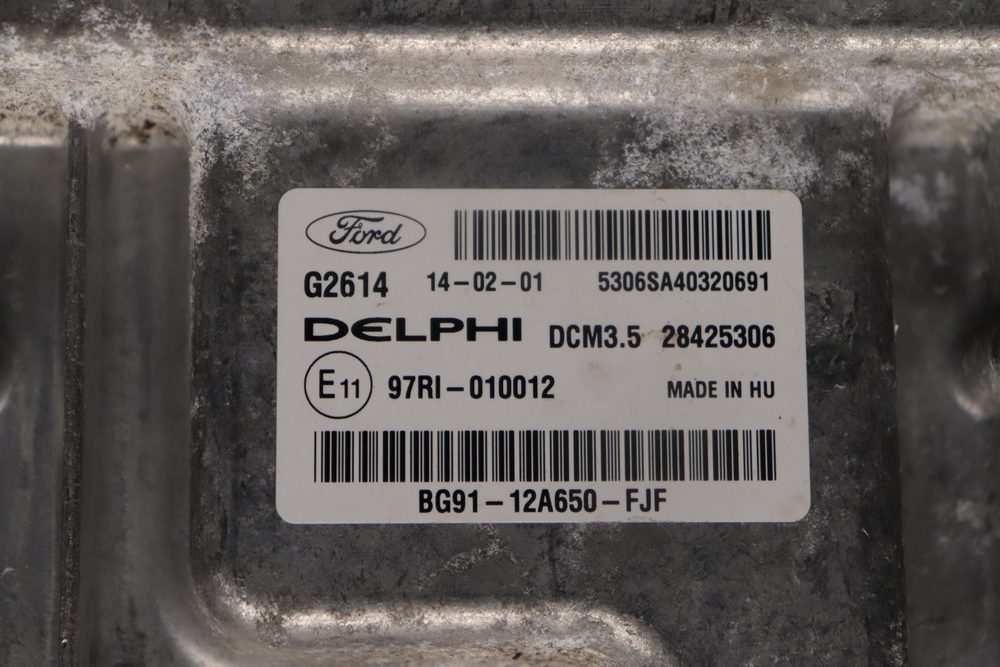 Ford
G2614 14-02-01 5306SA40320691
DELPHI DCM3.5 28425306
E11 97RI-010012 MADE IN HU
BG91-12A650-FJF